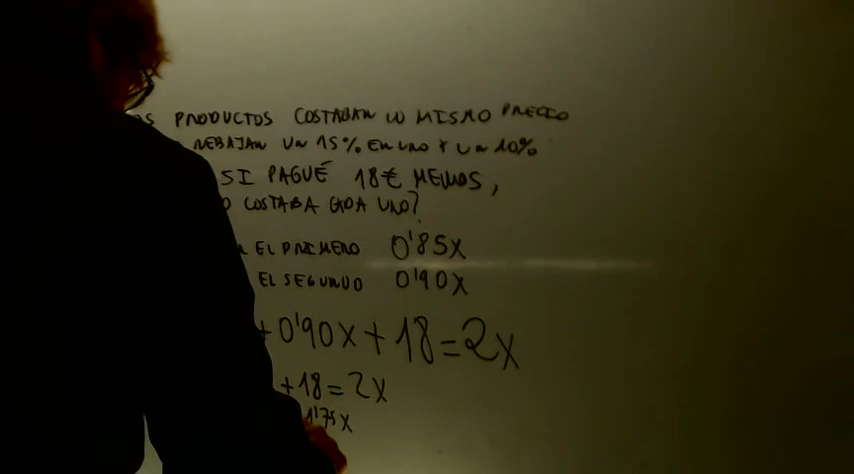 OS PRODUCTOS COSTABAN LO MISMO PRECIO
REBAJAN UN 15% EN UNO Y UN 10%
SI PAGUÉ 18€ MENOS,
O COSTABA CADA UNO?
EL PRIMERO 0'85X
EL SEGUNDO 0'90X
+0'90X+18=2X
+18=2X
1'75X